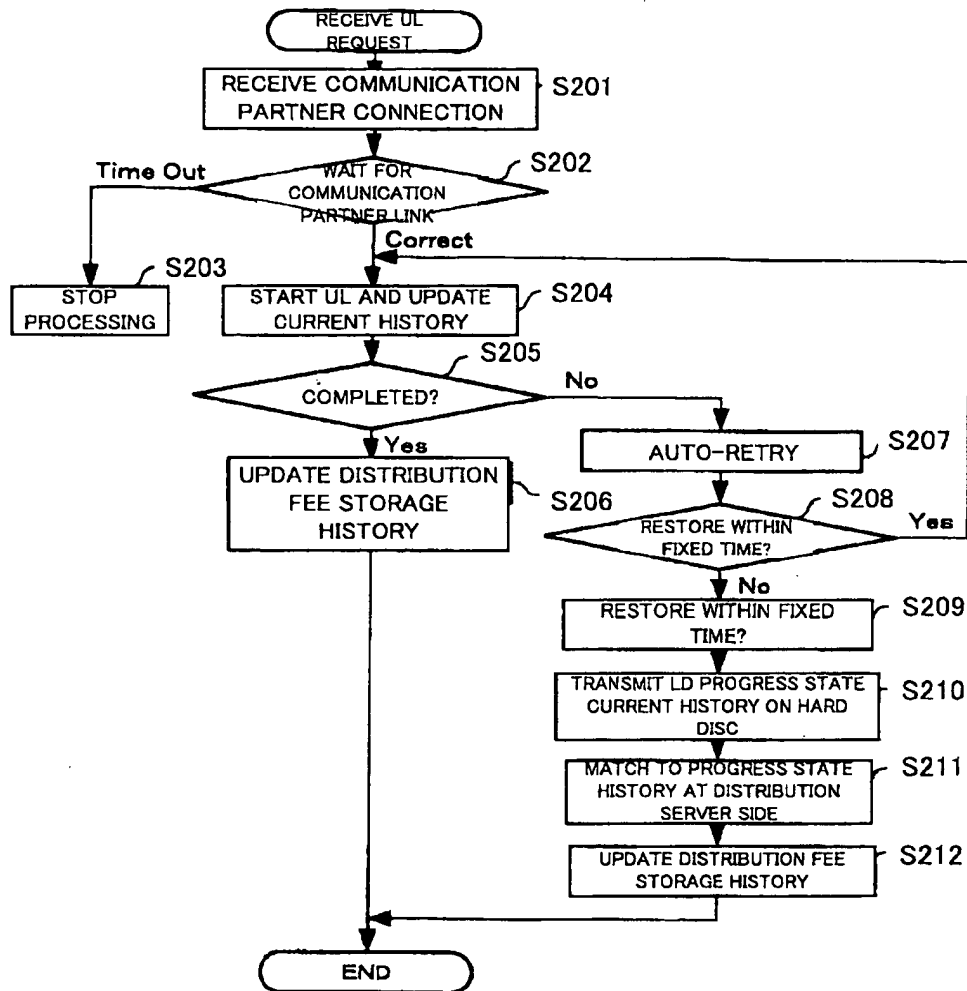 RECEIVE UL
REQUEST
RECEIVE COMMUNICATION
PARTNER CONNECTION
S201
Time Out
WAIT FOR
COMMUNICATION
PARTNER LINK
S202
Correct
S203
STOP
PROCESSING
START UL AND UPDATE
CURRENT HISTORY
S204
S205
COMPLETED?
No
Yes
AUTO-RETRY
S207
UPDATE DISTRIBUTION
FEE STORAGE
HISTORY
S206
S208
RESTORE WITHIN
FIXED TIME?
Yes
No
RESTORE WITHIN FIXED
TIME?
S209
TRANSMIT LD PROGRESS STATE
CURRENT HISTORY ON HARD
DISC
S210
MATCH TO PROGRESS STATE
HISTORY AT DISTRIBUTION
SERVER SIDE
S211
UPDATE DISTRIBUTION FEE
STORAGE HISTORY
S212
END